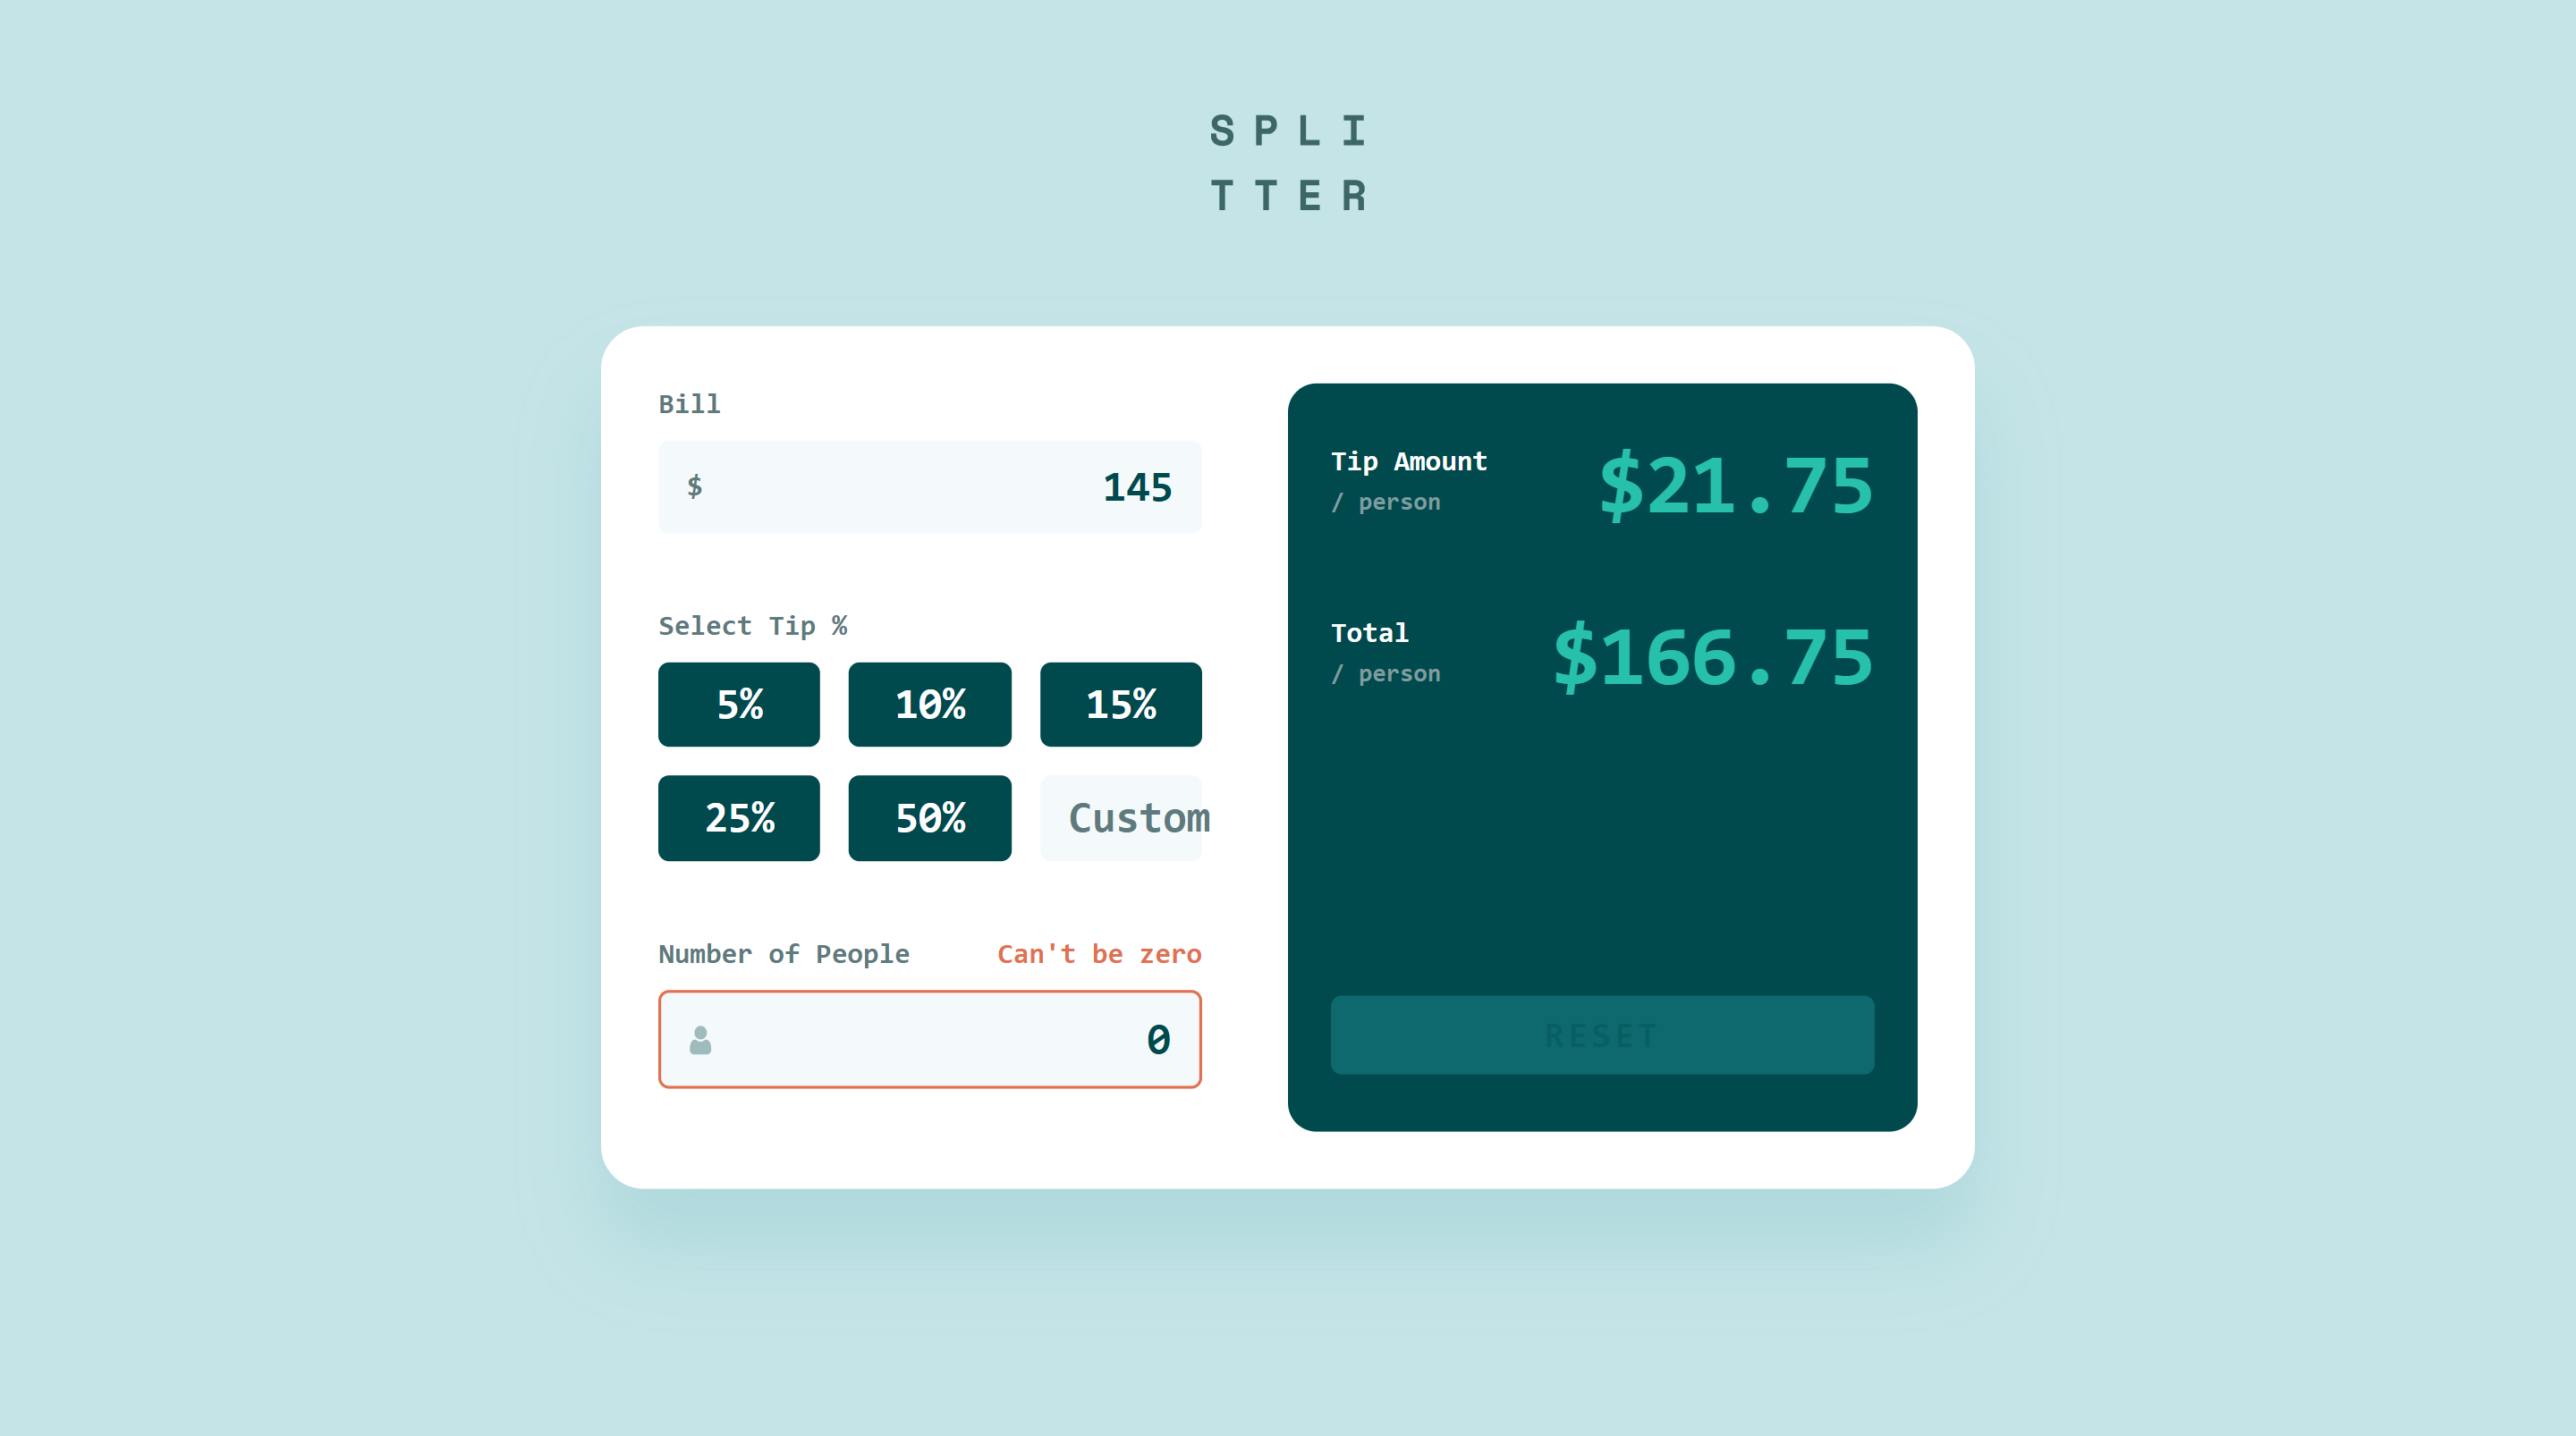 S P L I
T T E R
Bill
$ 145
Select Tip %
5% 10% 15%
25% 50% Custom
Number of People Can't be zero
0
Tip Amount
/ person
$21.75
Total
/ person
$166.75
RESET